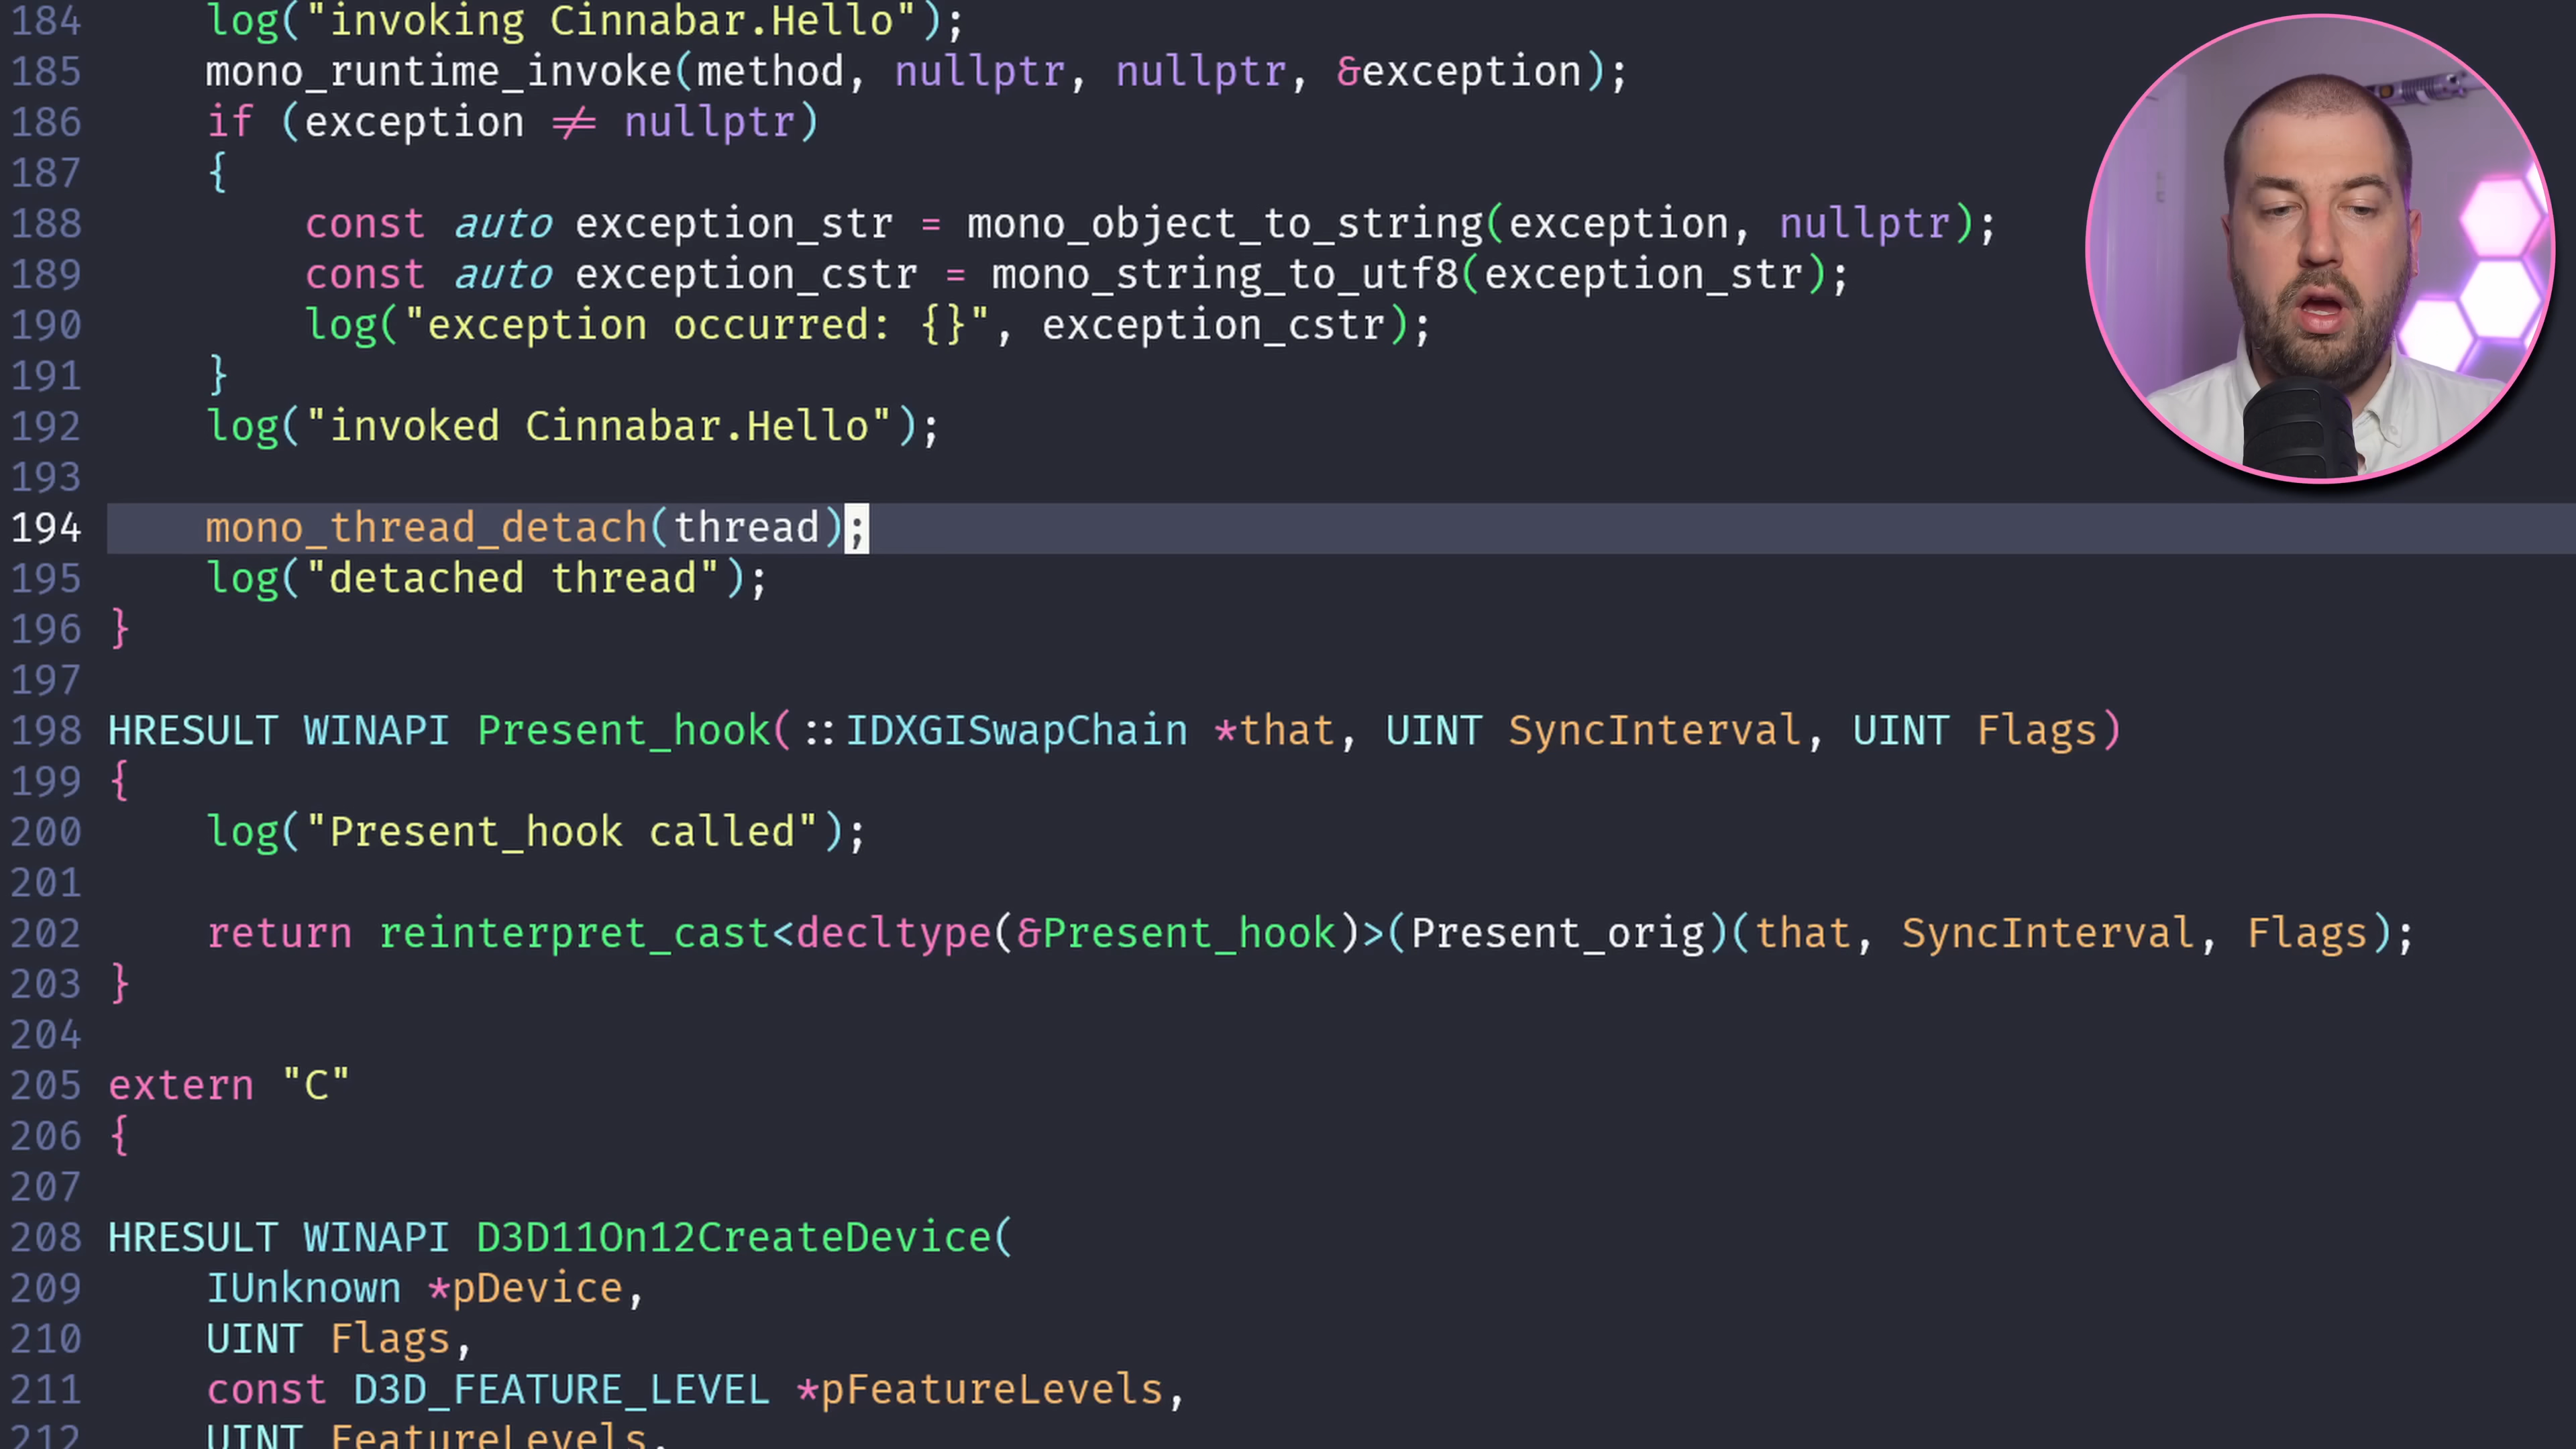 184 log("invoking Cinnabar.Hello");
185 mono_runtime_invoke(method, nullptr, nullptr, &exception);
186 if (exception ≠ nullptr)
187 {
188 const auto exception_str = mono_object_to_string(exception, nullptr);
189 const auto exception_cstr = mono_string_to_utf8(exception_str);
190 log("exception occurred: {}", exception_cstr);
191 }
192 log("invoked Cinnabar.Hello");
193
194 mono_thread_detach(thread);
195 log("detached thread");
196 }
197
198 HRESULT WINAPI Present_hook(::IDXGISwapChain *that, UINT SyncInterval, UINT Flags)
199 {
200 log("Present_hook called");
201
202 return reinterpret_cast<decltype(&Present_hook)>(Present_orig)(that, SyncInterval, Flags);
203 }
204
205 extern "C"
206 {
207
208 HRESULT WINAPI D3D11On12CreateDevice(
209 IUnknown *pDevice,
210 UINT Flags,
211 const D3D_FEATURE_LEVEL *pFeatureLevels,
212 UINT FeatureLevels,